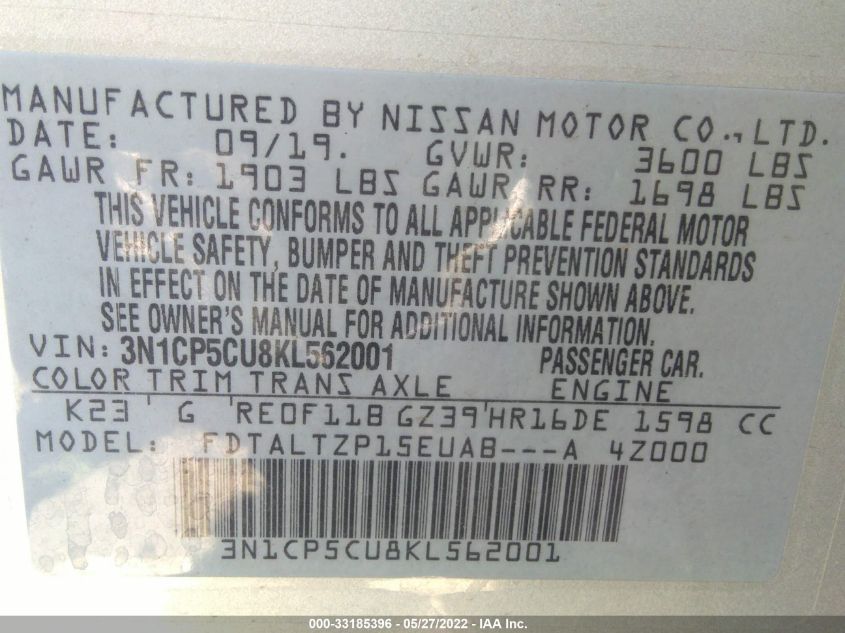 MANUFACTURED BY NISSAN MOTOR CO., LTD.
DATE: 09/19. GVWR: 3600 LBS
GAWR FR: 1903 LBS GAWR RR: 1698 LBS
THIS VEHICLE CONFORMS TO ALL APPLICABLE FEDERAL MOTOR
VEHICLE SAFETY, BUMPER AND THEFT PREVENTION STANDARDS
IN EFFECT ON THE DATE OF MANUFACTURE SHOWN ABOVE.
SEE OWNER'S MANUAL FOR ADDITIONAL INFORMATION.
VIN: 3N1CP5CU8KL562001 PASSENGER CAR.
COLOR TRIM TRANS AXLE ENGINE
K23 ' G ' RE0F11B GZ39 ' HR16DE 1598 CC
MODEL: FDTALTZP15EUAB---A 4Z000
3N1CP5CU8KL562001
000-33185396 - 05/27/2022 - IAA Inc.